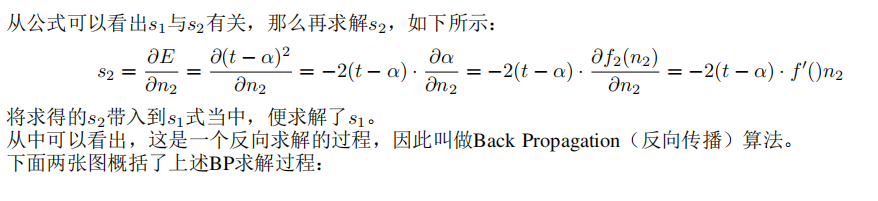 从公式可以看出s₁与s₂有关，那么再求解s₂，如下所示：
s₂ = ∂E/∂n₂ = ∂(t − α)²/∂n₂ = −2(t − α) · ∂α/∂n₂ = −2(t − α) · ∂f₂(n₂)/∂n₂ = −2(t − α) · f′()n₂
将求得的s₂带入到s₁式当中，便求解了s₁。
从中可以看出，这是一个反向求解的过程，因此叫做Back Propagation（反向传播）算法。
下面两张图概括了上述BP求解过程：